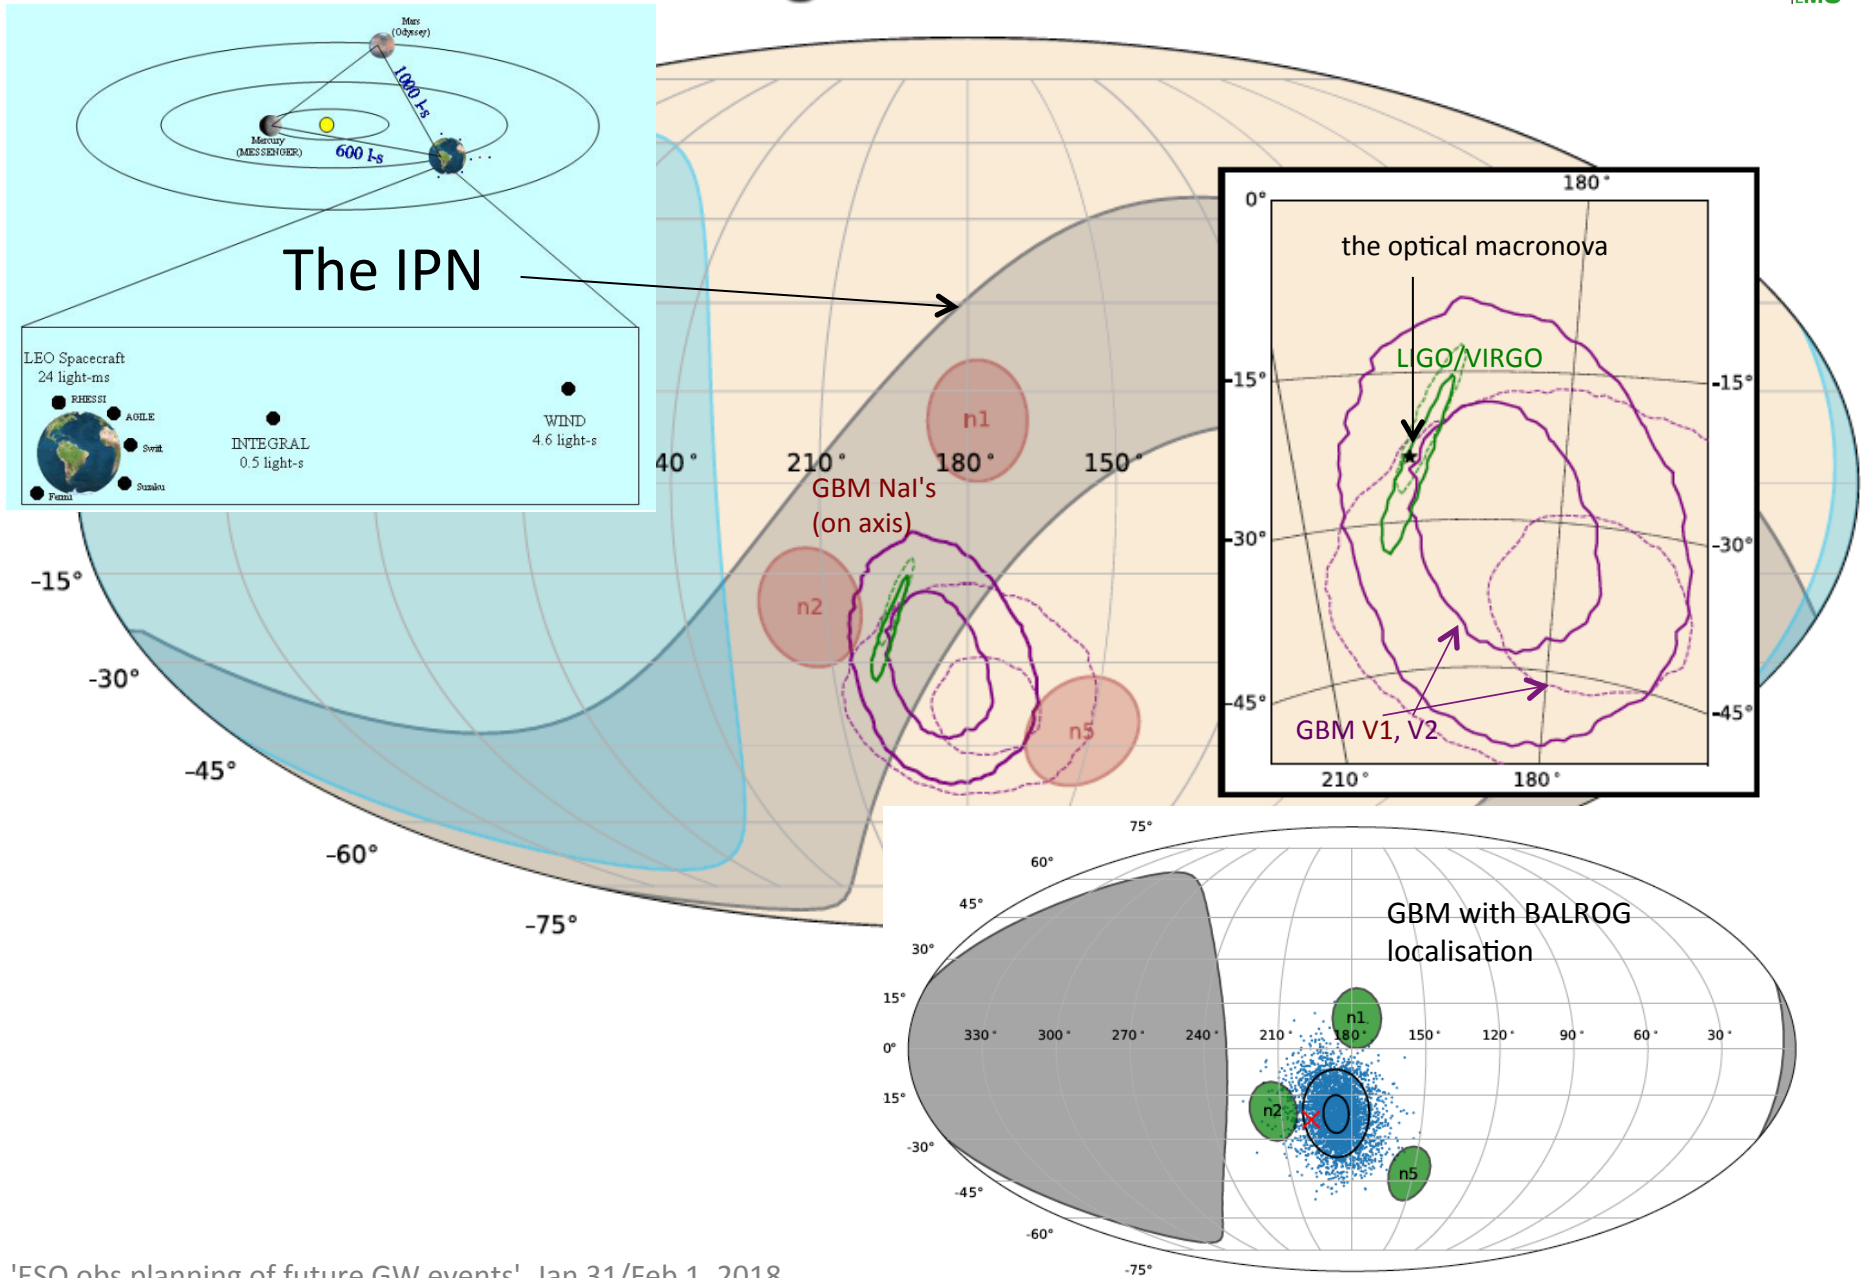 Mars
(Odyssey)
1000 l-s
Mercury
(MESSENGER)
600 l-s
The IPN
LEO Spacecraft
24 light-ms
RHESSI
AGILE
Swift
Suzaku
Fermi
INTEGRAL
0.5 light-s
WIND
4.6 light-s
40°
210°
180°
150°
n1
GBM NaI's
(on axis)
n2
n5
-15°
-30°
-45°
-60°
-75°
180°
0°
the optical macronova
LIGO/VIRGO
-15°
-15°
-30°
-30°
-45°
-45°
GBM V1, V2
210°
180°
GBM with BALROG
localisation
75°
60°
45°
30°
15°
0°
15°
-30°
-45°
-60°
-75°
330°
300°
270°
240°
210°
180°
150°
120°
90°
60°
30°
n1
n2
n5
'ESO obs planning of future GW events', Jan 31/Feb 1, 2018